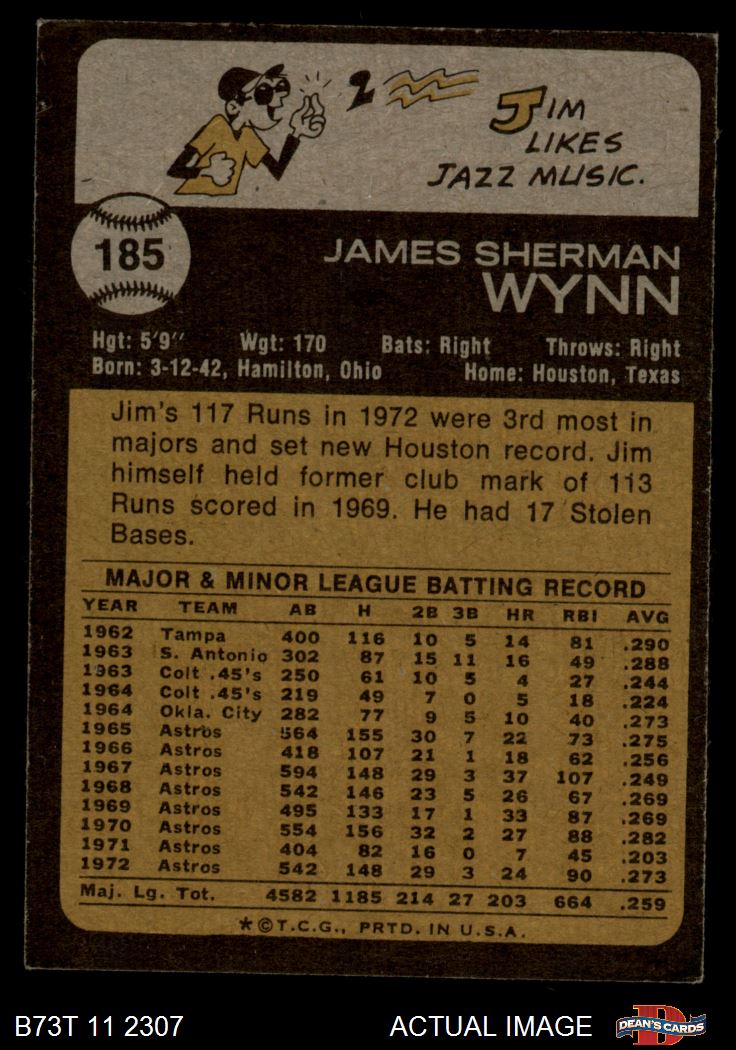 2
JIM
LIKES
JAZZ MUSIC.
185
JAMES SHERMAN
WYNN
Hgt: 5'9" Wgt: 170 Bats: Right Throws: Right
Born: 3-12-42, Hamilton, Ohio Home: Houston, Texas
Jim's 117 Runs in 1972 were 3rd most in
majors and set new Houston record. Jim
himself held former club mark of 113
Runs scored in 1969. He had 17 Stolen
Bases.
MAJOR & MINOR LEAGUE BATTING RECORD
YEAR TEAM AB H 2B 3B HR RBI AVG
1962 Tampa 400 116 10 5 14 81 .290
1963 S. Antonio 302 87 15 11 16 49 .288
1963 Colt .45's 250 61 10 5 4 27 .244
1964 Colt .45's 219 49 7 0 5 18 .224
1964 Okla. City 282 77 9 5 10 40 .273
1965 Astros 564 155 30 7 22 73 .275
1966 Astros 418 107 21 1 18 62 .256
1967 Astros 594 148 29 3 37 107 .249
1968 Astros 542 146 23 5 26 67 .269
1969 Astros 495 133 17 1 33 87 .269
1970 Astros 554 156 32 2 27 88 .282
1971 Astros 404 82 16 0 7 45 .203
1972 Astros 542 148 29 3 24 90 .273
Maj. Lg. Tot. 4582 1185 214 27 203 664 .259
*©T.C.G., PRTD. IN U.S.A.
B73T 11 2307 ACTUAL IMAGE DEAN'S CARDS